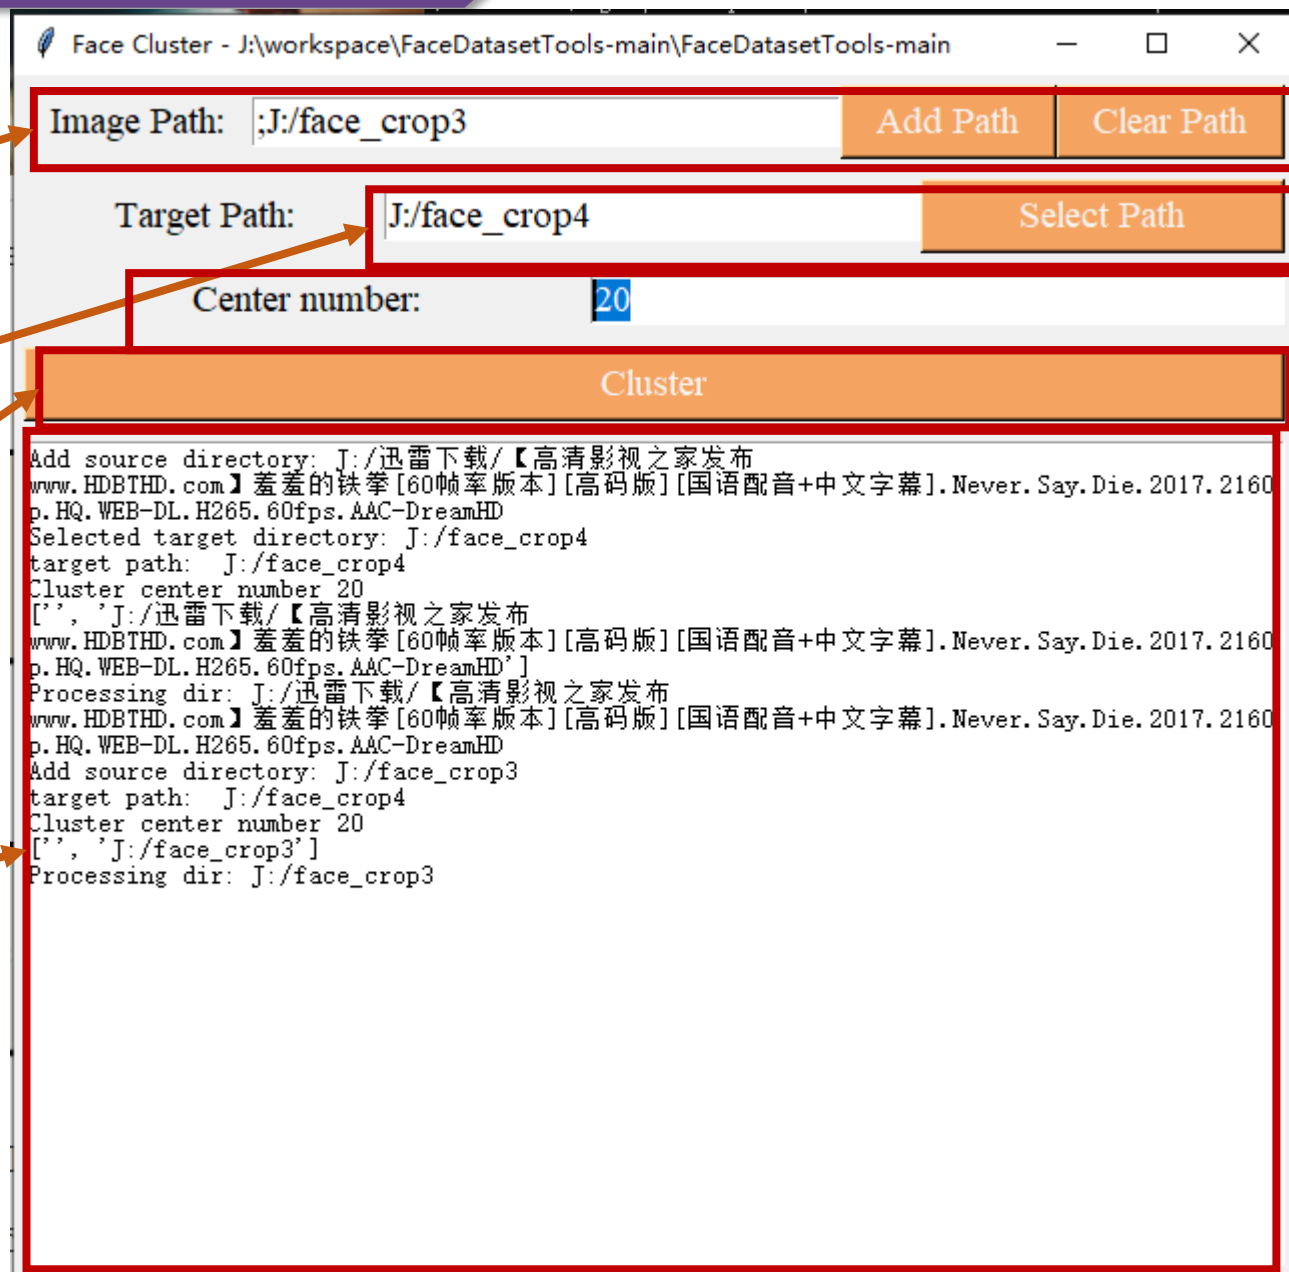 Face Cluster - J:\workspace\FaceDatasetTools-main\FaceDatasetTools-main
Image Path: ;J:/face_crop3 Add Path Clear Path
Target Path: J:/face_crop4 Select Path
Center number: 20
Cluster
Add source directory: J:/迅雷下载/【高清影视之家发布
www.HDBTHD.com】羞羞的铁拳[60帧率版本][高码版][国语配音+中文字幕].Never.Say.Die.2017.2160
p.HQ.WEB-DL.H265.60fps.AAC-DreamHD
Selected target directory: J:/face_crop4
target path:  J:/face_crop4
Cluster center number 20
['', 'J:/迅雷下载/【高清影视之家发布
www.HDBTHD.com】羞羞的铁拳[60帧率版本][高码版][国语配音+中文字幕].Never.Say.Die.2017.2160
p.HQ.WEB-DL.H265.60fps.AAC-DreamHD']
Processing dir: J:/迅雷下载/【高清影视之家发布
www.HDBTHD.com】羞羞的铁拳[60帧率版本][高码版][国语配音+中文字幕].Never.Say.Die.2017.2160
p.HQ.WEB-DL.H265.60fps.AAC-DreamHD
Add source directory: J:/face_crop3
target path:  J:/face_crop4
Cluster center number 20
['', 'J:/face_crop3']
Processing dir: J:/face_crop3